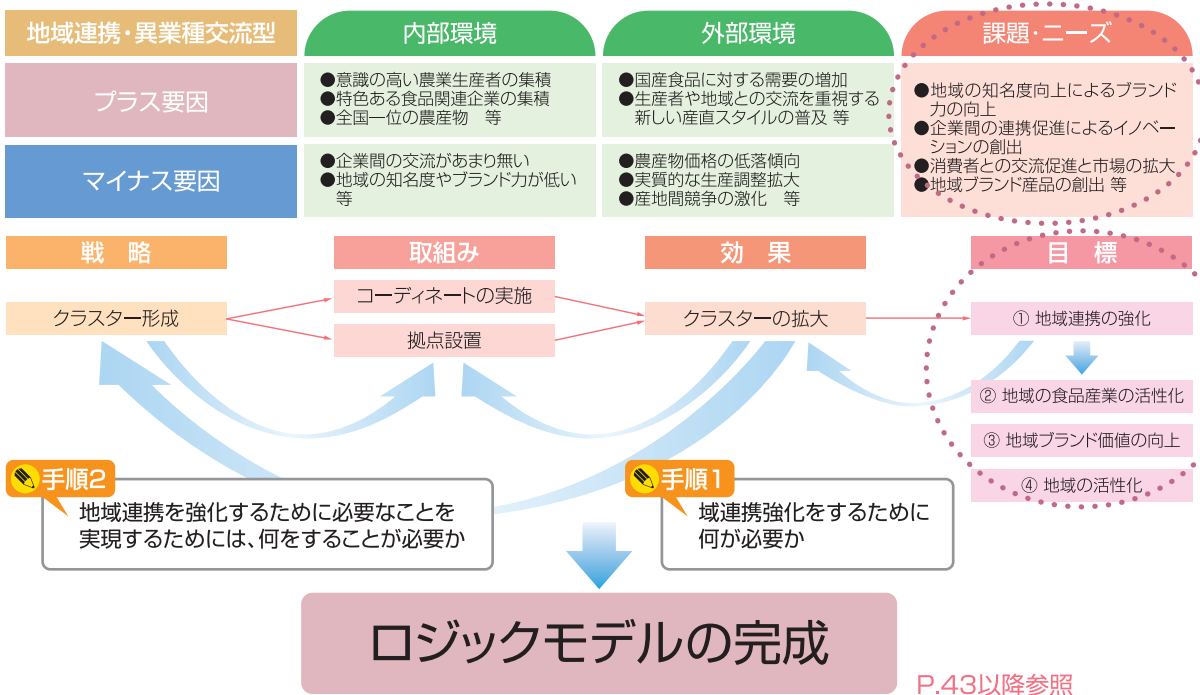 地域連携・異業種交流型
内部環境
外部環境
課題・ニーズ
プラス要因
●意識の高い農業生産者の集積
●特色ある食品関連企業の集積
●全国一位の農産物　等
●国産食品に対する需要の増加
●生産者や地域との交流を重視する
新しい産直スタイルの普及 等
●地域の知名度向上によるブランド
力の向上
●企業間の連携促進によるイノベー
ションの創出
●消費者との交流促進と市場の拡大
●地域ブランド産品の創出 等
マイナス要因
●企業間の交流があまり無い
●地域の知名度やブランド力が低い
等
●農産物価格の低落傾向
●実質的な生産調整拡大
●産地間競争の激化　等
戦　略
取組み
効　果
目　標
クラスター形成
コーディネートの実施
拠点設置
クラスターの拡大
① 地域連携の強化
② 地域の食品産業の活性化
③ 地域ブランド価値の向上
④ 地域の活性化
手順2
地域連携を強化するために必要なことを
実現するためには、何をすることが必要か
手順1
域連携強化をするために
何が必要か
ロジックモデルの完成
P.43以降参照